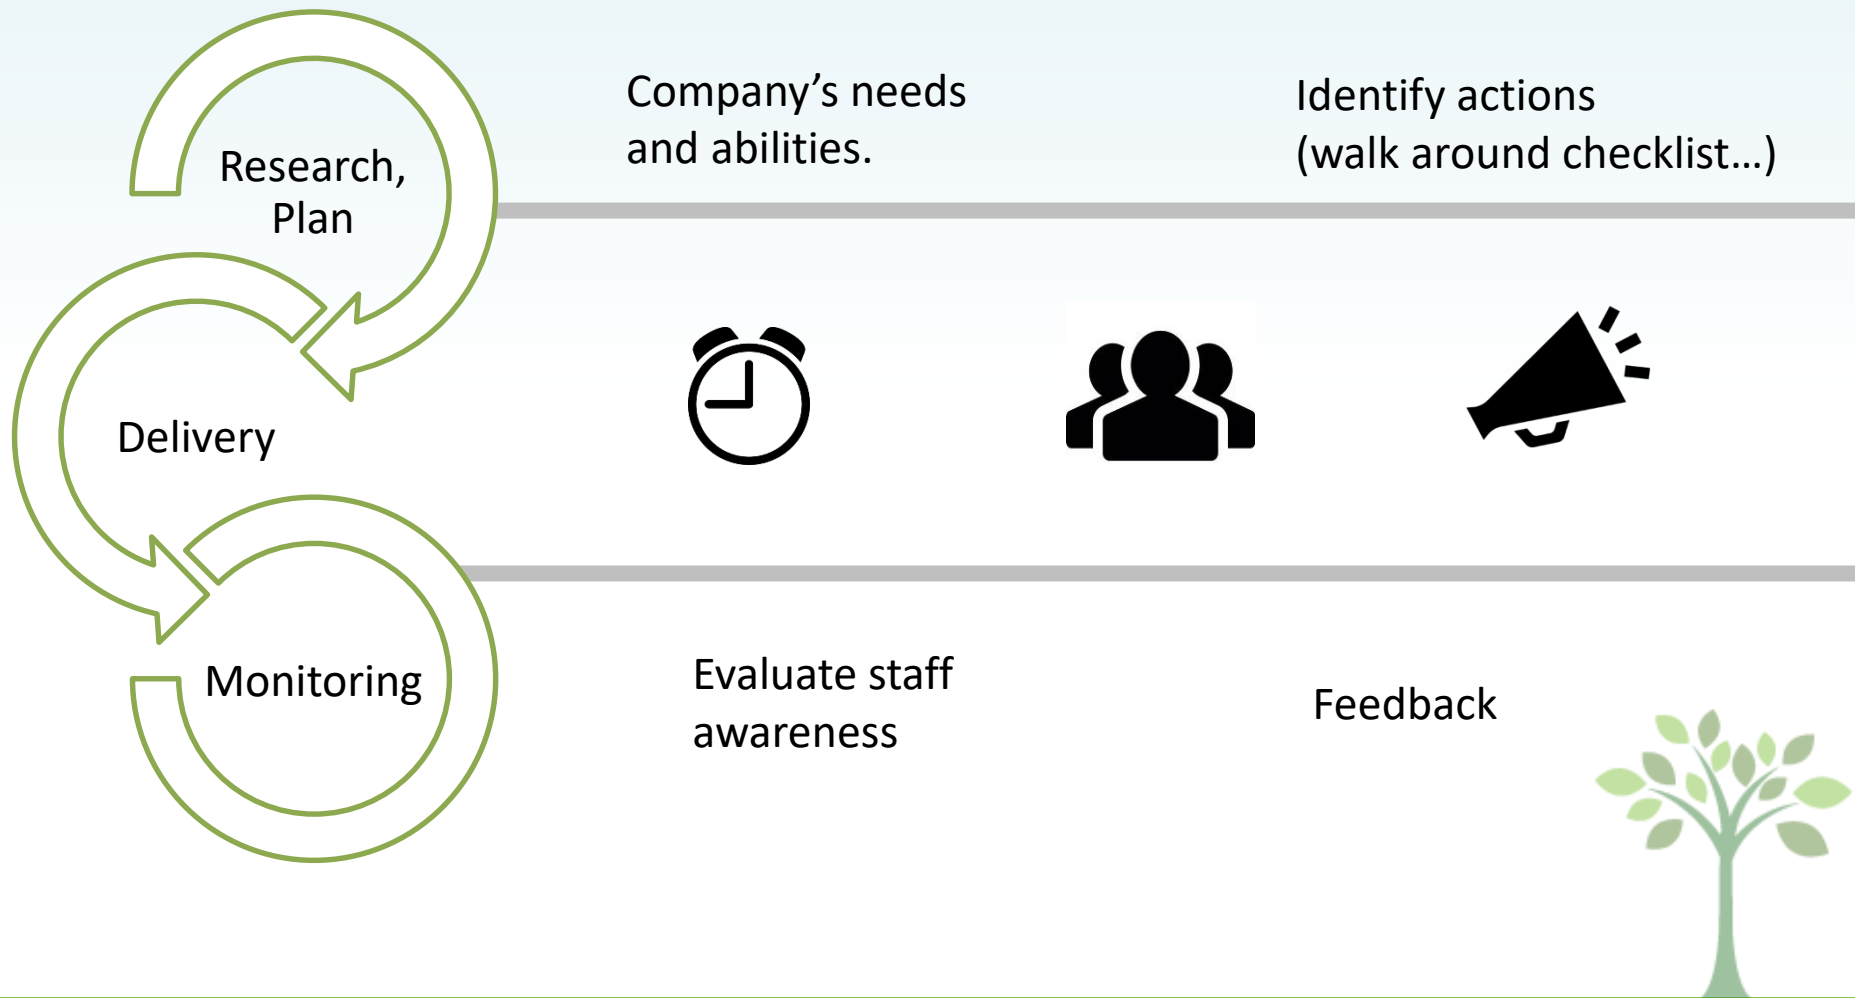 Research,
Plan
Company’s needs
and abilities.
Identify actions
(walk around checklist…)
Delivery
Monitoring
Evaluate staff
awareness
Feedback